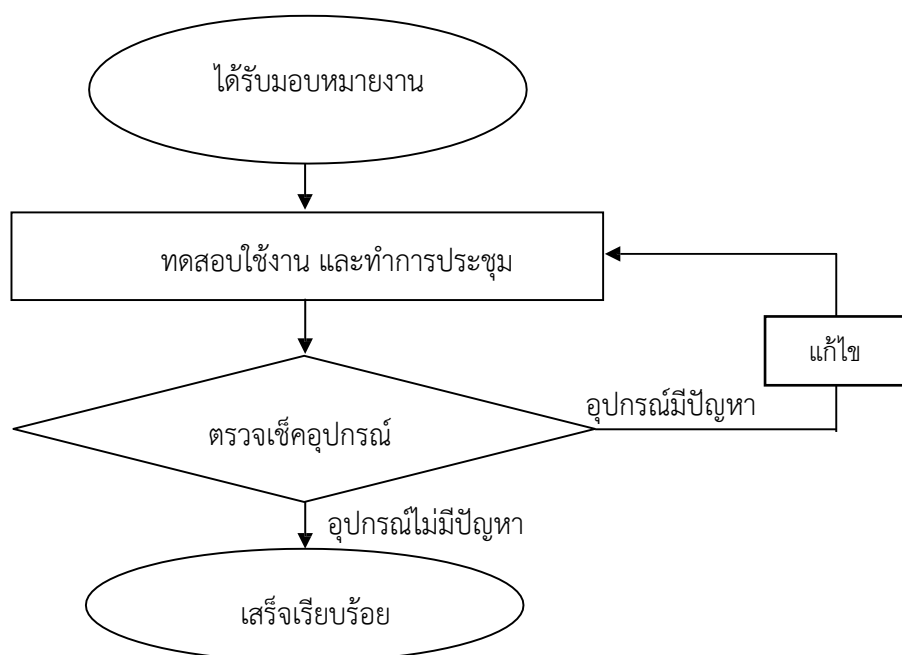 ได้รับมอบหมายงาน
ทดสอบใช้งาน และทำการประชุม
แก้ไข
อุปกรณ์มีปัญหา
ตรวจเช็คอุปกรณ์
อุปกรณ์ไม่มีปัญหา
เสร็จเรียบร้อย